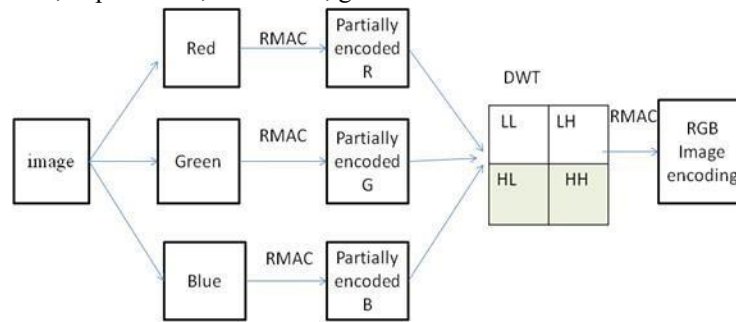 Red
RMAC
Partially
encoded
R
image
Green
RMAC
Partially
encoded
G
Blue
RMAC
Partially
encoded
B
DWT
LL
LH
HL
HH
RMAC
RGB
Image
encoding